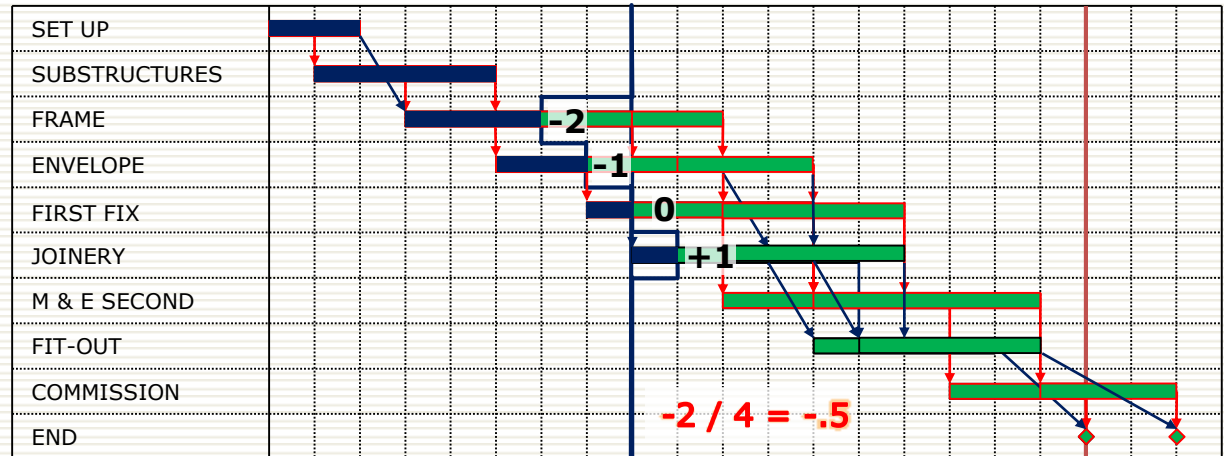 SET UP
SUBSTRUCTURES
FRAME
-2
ENVELOPE
-1
FIRST FIX
0
JOINERY
+1
M & E SECOND
FIT-OUT
COMMISSION
-2 / 4 = -.5
END